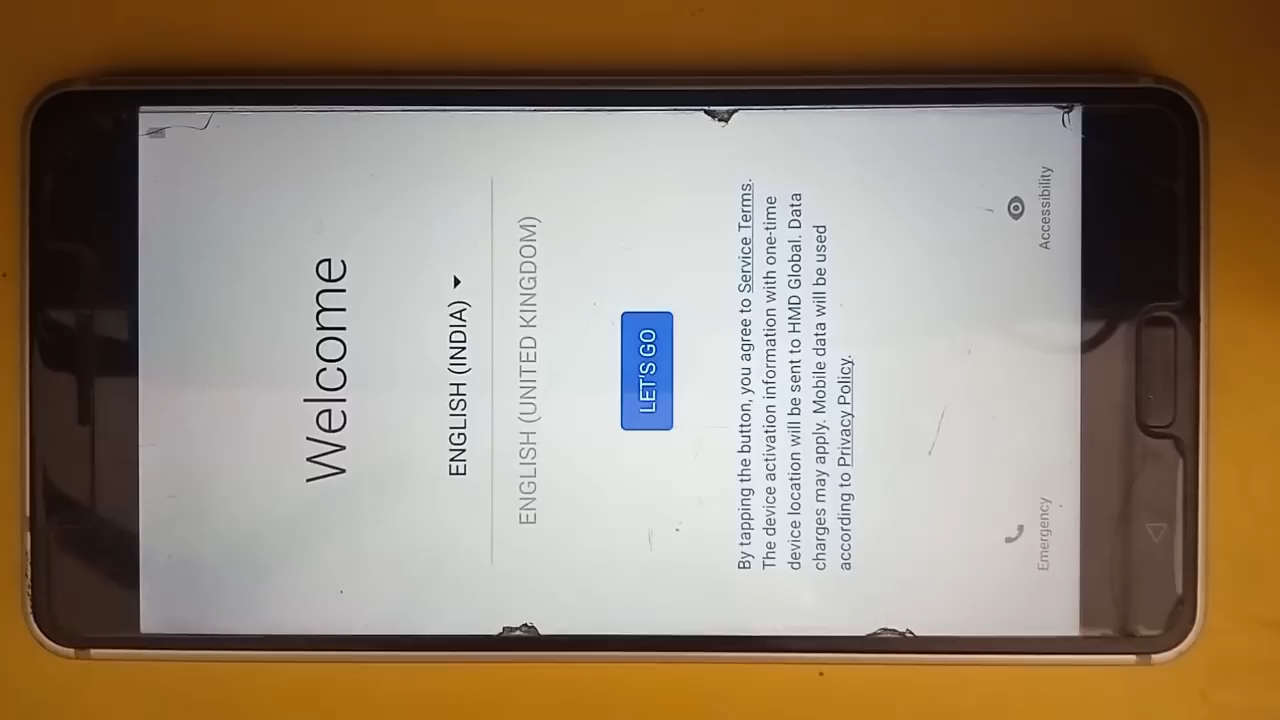 Welcome
ENGLISH (INDIA)
ENGLISH (UNITED KINGDOM)
LET'S GO
By tapping the button, you agree to Service Terms.
The device activation information with one-time
device location will be sent to HMD Global. Data
charges may apply. Mobile data will be used
according to Privacy Policy.
Emergency
Accessibility